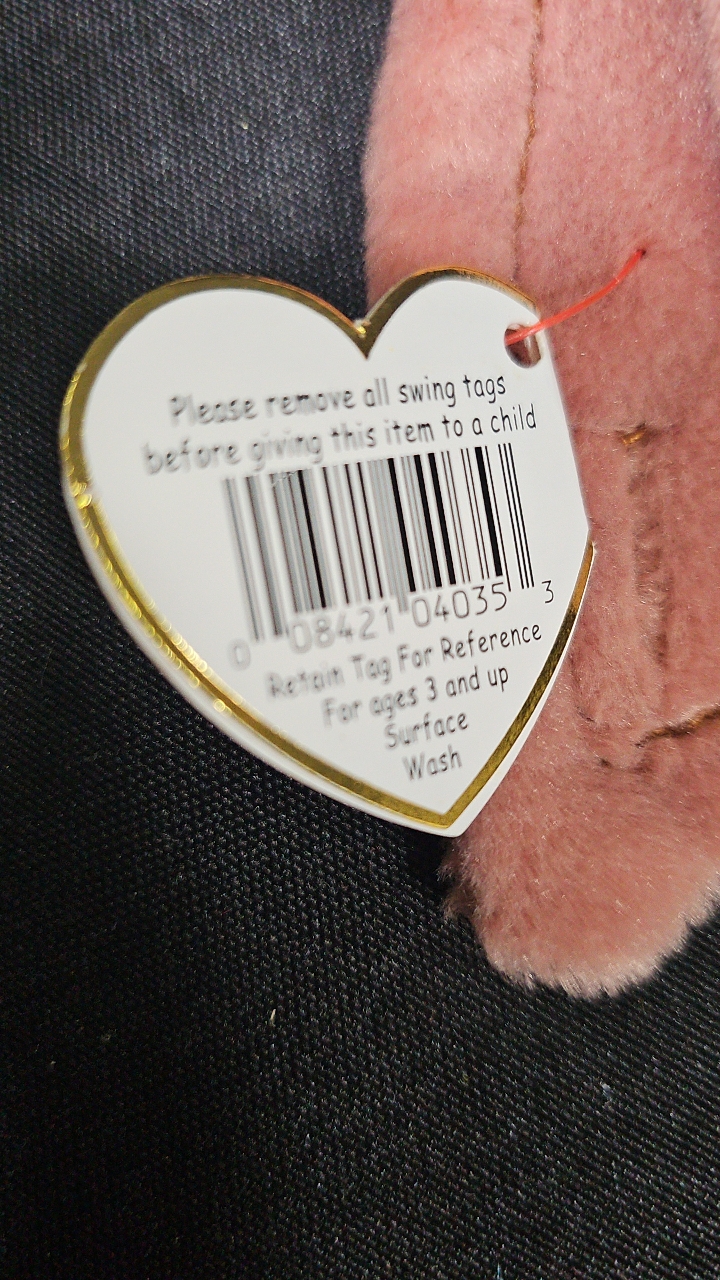 Please remove all swing tags
before giving this item to a child
0 08421 04035 3
Retain Tag For Reference
For ages 3 and up
Surface
Wash